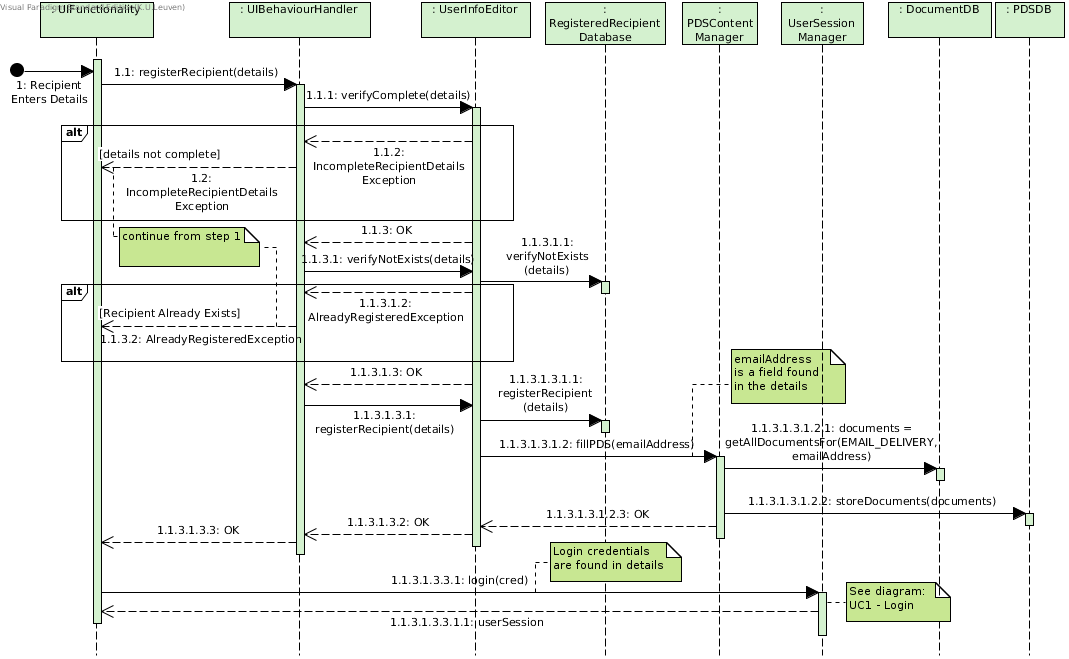 Visual Paradigm
(K.U.Leuven)
: UIFunctionality
: UIBehaviourHandler
: UserInfoEditor
:
RegisteredRecipient
Database
:
PDSContent
Manager
:
UserSession
Manager
: DocumentDB
: PDSDB
1: Recipient
Enters Details
1.1: registerRecipient(details)
1.1.1: verifyComplete(details)
alt
[details not complete]
1.1.2:
IncompleteRecipientDetails
Exception
1.2:
IncompleteRecipientDetails
Exception
continue from step 1
1.1.3: OK
1.1.3.1: verifyNotExists(details)
1.1.3.1.1:
verifyNotExists
(details)
alt
[Recipient Already Exists]
1.1.3.1.2:
AlreadyRegisteredException
1.1.3.2: AlreadyRegisteredException
emailAddress
is a field found
in the details
1.1.3.1.3: OK
1.1.3.1.3.1:
registerRecipient(details)
1.1.3.1.3.1.1:
registerRecipient
(details)
1.1.3.1.3.1.2: fillPDS(emailAddress)
1.1.3.1.3.1.2.1: documents =
getAllDocumentsFor(EMAIL_DELIVERY,
emailAddress)
1.1.3.1.3.1.2.2: storeDocuments(documents)
1.1.3.1.3.1.2.3: OK
1.1.3.1.3.2: OK
1.1.3.1.3.3: OK
Login credentials
are found in details
1.1.3.1.3.3.1: login(cred)
See diagram:
UC1 - Login
1.1.3.1.3.3.1.1: userSession